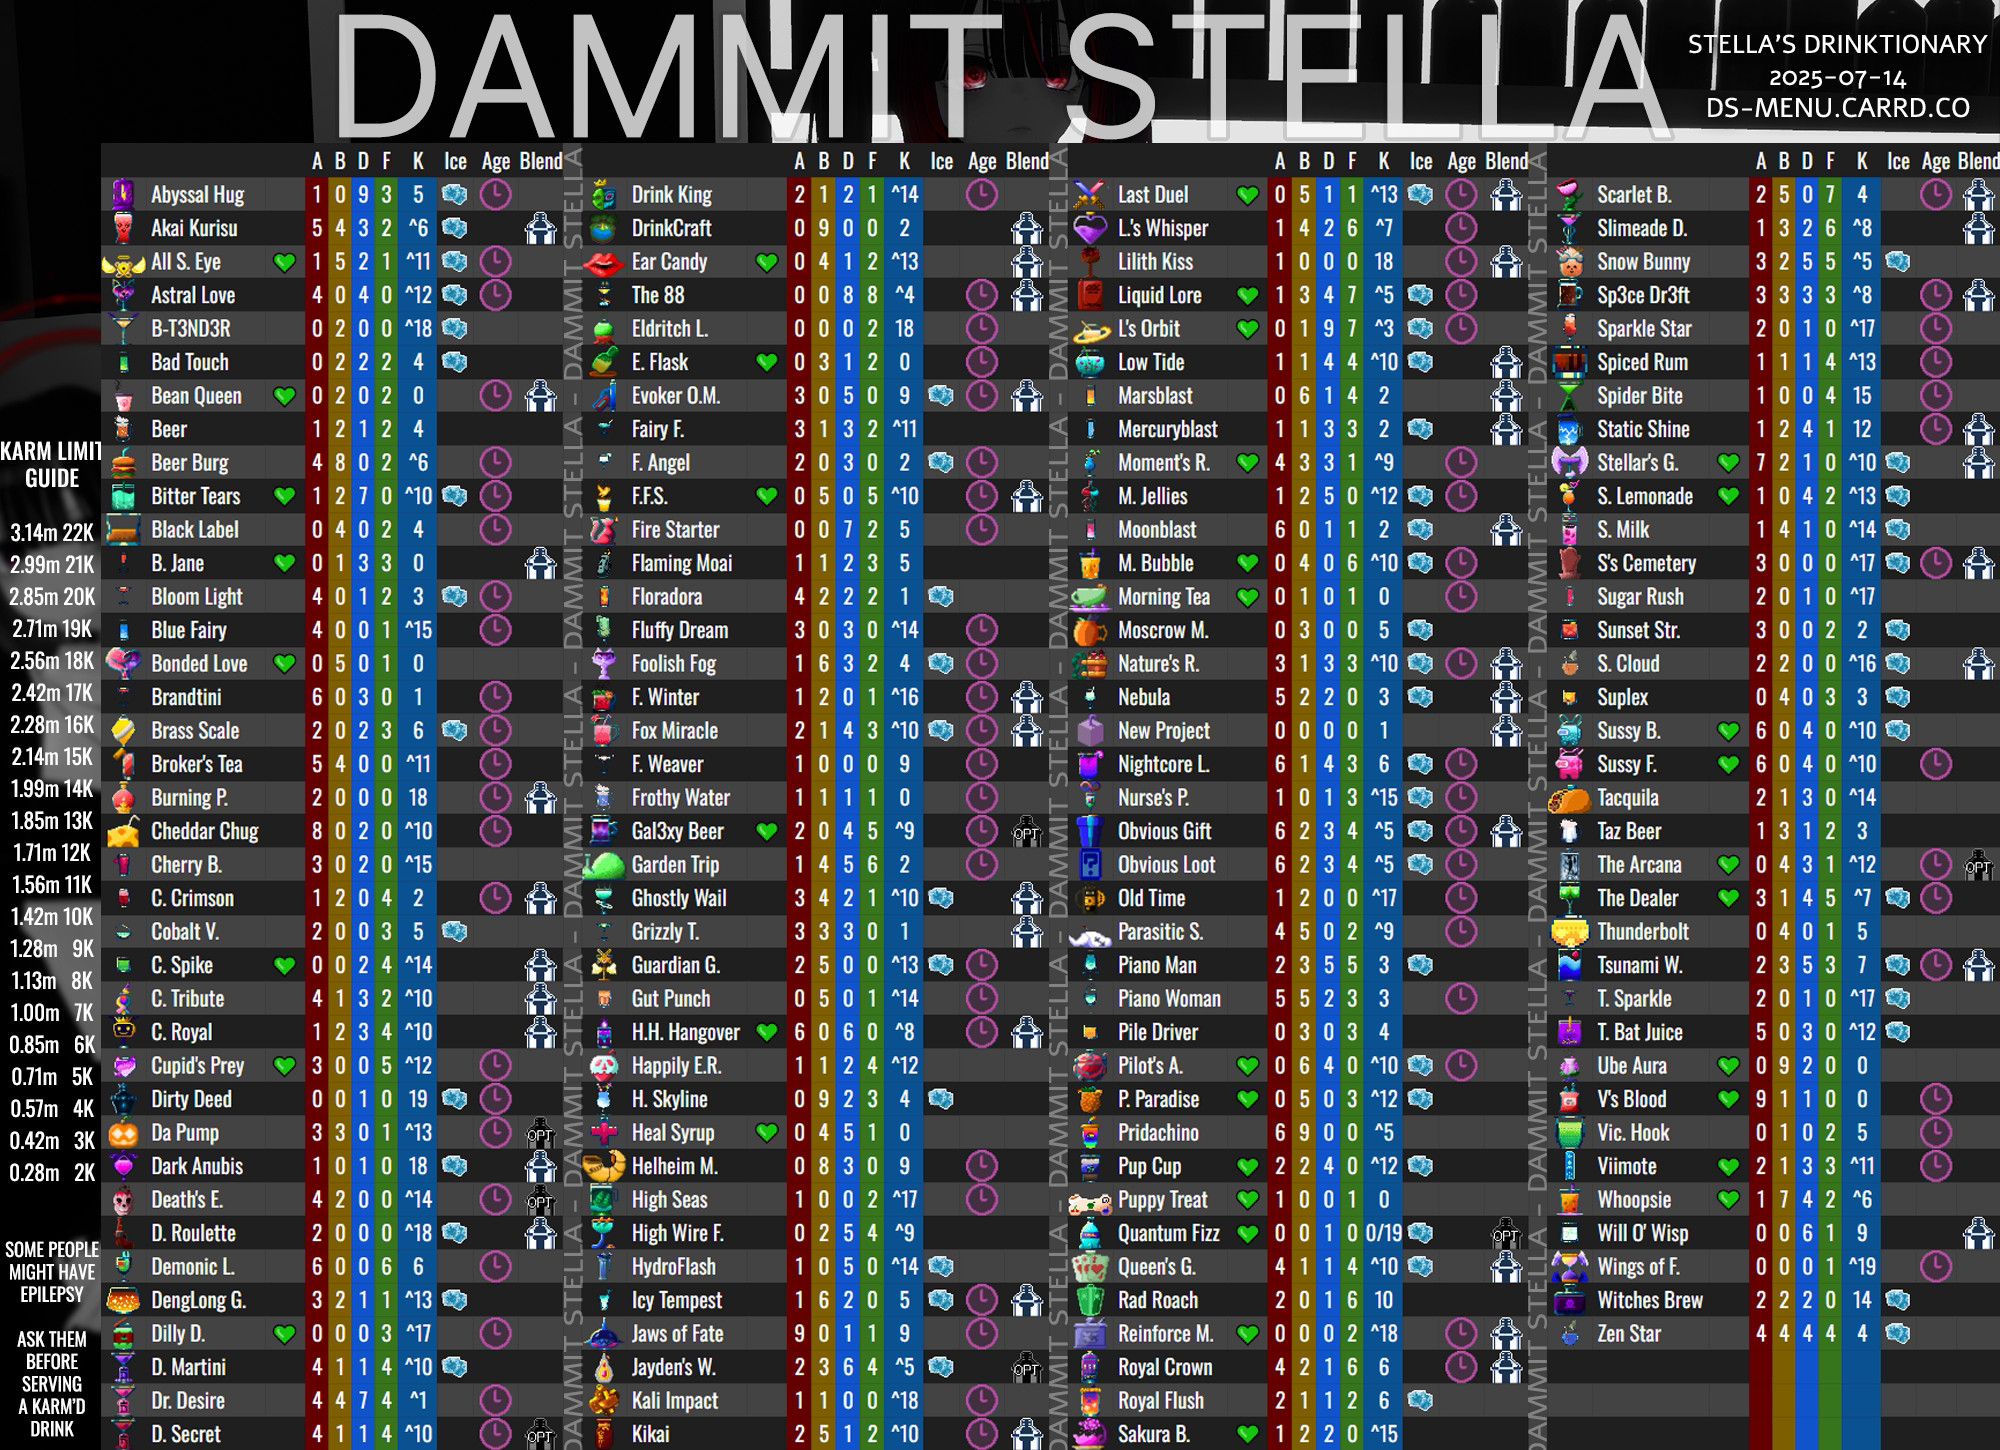 DAMMIT STELLA
STELLA'S DRINKTIONARY
2025-07-14
DS-MENU.CARRD.CO
KARM LIMIT
GUIDE
3.14m 22K
2.99m 21K
2.85m 20K
2.71m 19K
2.56m 18K
2.42m 17K
2.28m 16K
2.14m 15K
1.99m 14K
1.85m 13K
1.71m 12K
1.56m 11K
1.42m 10K
1.28m 9K
1.13m 8K
1.00m 7K
0.85m 6K
0.71m 5K
0.57m 4K
0.42m 3K
0.28m 2K
SOME PEOPLE
MIGHT HAVE
EPILEPSY
ASK THEM
BEFORE
SERVING
A KARM'D
DRINK
A B D F K Ice Age Blend
Abyssal Hug 1 0 9 3 5
Akai Kurisu 5 4 3 2 ^6
All S. Eye 1 5 2 1 ^11
Astral Love 4 0 4 0 ^12
B-T3ND3R 0 2 0 0 ^18
Bad Touch 0 2 2 2 4
Bean Queen 0 2 0 2 0
Beer 1 2 1 2 4
Beer Burg 4 8 0 2 ^6
Bitter Tears 1 2 7 0 ^10
Black Label 0 4 0 2 4
B. Jane 0 1 3 3 0
Bloom Light 4 0 1 2 3
Blue Fairy 4 0 0 1 ^15
Bonded Love 0 5 0 1 0
Brandtini 6 0 3 0 1
Brass Scale 2 0 2 3 6
Broker's Tea 5 4 0 0 ^11
Burning P. 2 0 0 0 18
Cheddar Chug 8 0 2 0 ^10
Cherry B. 3 0 2 0 ^15
C. Crimson 1 2 0 4 2
Cobalt V. 2 0 0 3 5
C. Spike 0 0 2 4 ^14
C. Tribute 4 1 3 2 ^10
C. Royal 1 2 3 4 ^10
Cupid's Prey 3 0 0 5 ^12
Dirty Deed 0 0 1 0 19
Da Pump 3 3 0 1 ^13 OPT
Dark Anubis 1 0 1 0 18
Death's E. 4 2 0 0 ^14 OPT
D. Roulette 2 0 0 0 ^18
Demonic L. 6 0 0 6 6
DengLong G. 3 2 1 1 ^13
Dilly D. 0 0 0 3 ^17
D. Martini 4 1 1 4 ^10
Dr. Desire 4 4 7 4 ^1
D. Secret 4 1 1 4 ^10 OPT
DAMMIT STELLA - DAMMIT STELLA - DAMMIT STELLA - DAMMIT STELLA
A B D F K Ice Age Blend
Drink King 2 1 2 1 ^14
DrinkCraft 0 9 0 0 2
Ear Candy 0 4 1 2 ^13
The 88 0 0 8 8 ^4
Eldritch L. 0 0 0 2 18
E. Flask 0 3 1 2 0
Evoker O.M. 3 0 5 0 9
Fairy F. 3 1 3 2 ^11
F. Angel 2 0 3 0 2
F.F.S. 0 5 0 5 ^10
Fire Starter 0 0 7 2 5
Flaming Moai 1 1 2 3 5
Floradora 4 2 2 2 1
Fluffy Dream 3 0 3 0 ^14
Foolish Fog 1 6 3 2 4
F. Winter 1 2 0 1 ^16
Fox Miracle 2 1 4 3 ^10
F. Weaver 1 0 0 0 9
Frothy Water 1 1 1 1 0
Gal3xy Beer 2 0 4 5 ^9 OPT
Garden Trip 1 4 5 6 2
Ghostly Wail 3 4 2 1 ^10
Grizzly T. 3 3 3 0 1
Guardian G. 2 5 0 0 ^13
Gut Punch 0 5 0 1 ^14
H.H. Hangover 6 0 6 0 ^8
Happily E.R. 1 1 2 4 ^12
H. Skyline 0 9 2 3 4
Heal Syrup 0 4 5 1 0
Helheim M. 0 8 3 0 9
High Seas 1 0 0 2 ^17
High Wire F. 0 2 5 4 ^9
HydroFlash 1 0 5 0 ^14
Icy Tempest 1 6 2 0 5
Jaws of Fate 9 0 1 1 9
Jayden's W. 2 3 6 4 ^5 OPT
Kali Impact 1 1 0 0 ^18
Kikai 2 5 1 2 ^10
DAMMIT STELLA - DAMMIT STELLA - DAMMIT STELLA - DAMMIT STELLA
A B D F K Ice Age Blend
Last Duel 0 5 1 1 ^13
L.'s Whisper 1 4 2 6 ^7
Lilith Kiss 1 0 0 0 18
Liquid Lore 1 3 4 7 ^5
L's Orbit 0 1 9 7 ^3
Low Tide 1 1 4 4 ^10
Marsblast 0 6 1 4 2
Mercuryblast 1 1 3 3 2
Moment's R. 4 3 3 1 ^9
M. Jellies 1 2 5 0 ^12
Moonblast 6 0 1 1 2
M. Bubble 0 4 0 6 ^10
Morning Tea 0 1 0 1 0
Moscrow M. 0 3 0 0 5
Nature's R. 3 1 3 3 ^10
Nebula 5 2 2 0 3
New Project 0 0 0 0 1
Nightcore L. 6 1 4 3 6
Nurse's P. 1 0 1 3 ^15
Obvious Gift 6 2 3 4 ^5
Obvious Loot 6 2 3 4 ^5
Old Time 1 2 0 0 ^17
Parasitic S. 4 5 0 2 ^9
Piano Man 2 3 5 5 3
Piano Woman 5 5 2 3 3
Pile Driver 0 3 0 3 4
Pilot's A. 0 6 4 0 ^10
P. Paradise 0 5 0 3 ^12
Pridachino 6 9 0 0 ^5
Pup Cup 2 2 4 0 ^12
Puppy Treat 1 0 0 1 0
Quantum Fizz 0 0 1 0 0/19 OPT
Queen's G. 4 1 1 4 ^10
Rad Roach 2 0 1 6 10
Reinforce M. 0 0 0 2 ^18
Royal Crown 4 2 1 6 6
Royal Flush 2 1 1 2 6
Sakura B. 1 2 2 0 ^15
DAMMIT STELLA - DAMMIT STELLA - DAMMIT STELLA - DAMMIT STELLA
A B D F K Ice Age Blend
Scarlet B. 2 5 0 7 4
Slimeade D. 1 3 2 6 ^8
Snow Bunny 3 2 5 5 ^5
Sp3ce Dr3ft 3 3 3 3 ^8
Sparkle Star 2 0 1 0 ^17
Spiced Rum 1 1 1 4 ^13
Spider Bite 1 0 0 4 15
Static Shine 1 2 4 1 12
Stellar's G. 7 2 1 0 ^10
S. Lemonade 1 0 4 2 ^13
S. Milk 1 4 1 0 ^14
S's Cemetery 3 0 0 0 ^17
Sugar Rush 2 0 1 0 ^17
Sunset Str. 3 0 0 2 2
S. Cloud 2 2 0 0 ^16
Suplex 0 4 0 3 3
Sussy B. 6 0 4 0 ^10
Sussy F. 6 0 4 0 ^10
Tacquila 2 1 3 0 ^14
Taz Beer 1 3 1 2 3
The Arcana 0 4 3 1 ^12 OPT
The Dealer 3 1 4 5 ^7
Thunderbolt 0 4 0 1 5
Tsunami W. 2 3 5 3 7
T. Sparkle 2 0 1 0 ^17
T. Bat Juice 5 0 3 0 ^12
Ube Aura 0 9 2 0 0
V's Blood 9 1 1 0 0
Vic. Hook 0 1 0 2 5
Viimote 2 1 3 3 ^11
Whoopsie 1 7 4 2 ^6
Will O' Wisp 0 0 6 1 9
Wings of F. 0 0 0 1 ^19
Witches Brew 2 2 2 0 14
Zen Star 4 4 4 4 4